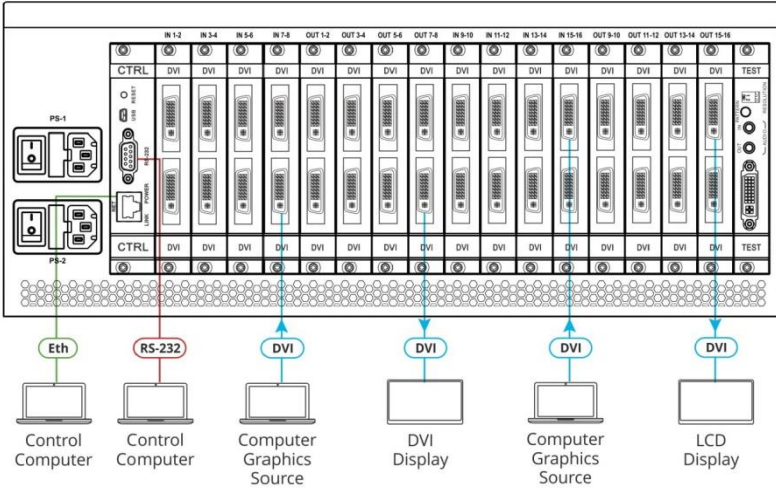 IN 1-2 IN 3-4 IN 5-6 IN 7-8 OUT 1-2 OUT 3-4 OUT 5-6 OUT 7-8 IN 9-10 IN 11-12 IN 13-14 IN 15-16 OUT 9-10 OUT 11-12 OUT 13-14 OUT 15-16
CTRL DVI DVI DVI DVI DVI DVI DVI DVI DVI DVI DVI DVI DVI DVI DVI DVI TEST
RESET
USB
RS-232
RESOLUTION
PATTERN
IN
OUT
AUDIO
PS-1
PS-2
NET
POWER
LINK
CTRL DVI DVI DVI DVI DVI DVI DVI DVI DVI DVI DVI DVI DVI DVI DVI DVI TEST
Eth RS-232 DVI DVI DVI DVI
Control
Computer
Control
Computer
Computer
Graphics
Source
DVI
Display
Computer
Graphics
Source
LCD
Display